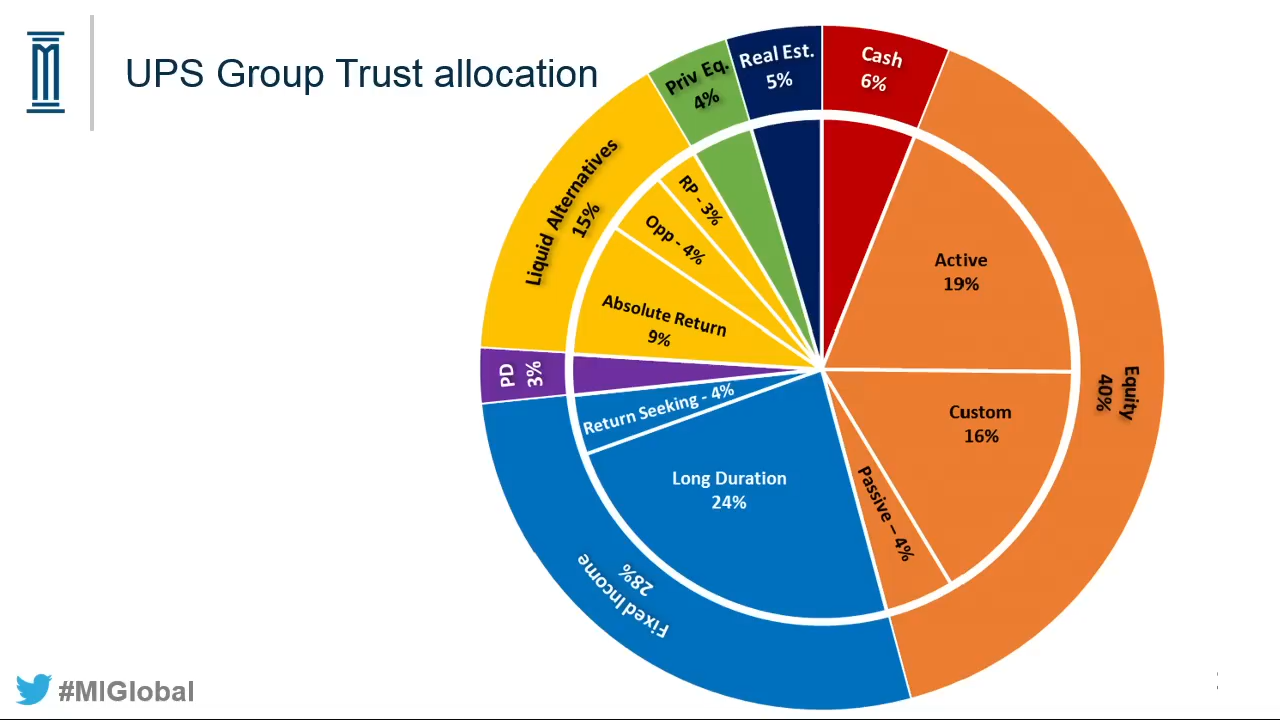 UPS Group Trust allocation
Cash
6%
Equity
40%
Fixed Income
28%
PD
3%
Liquid Alternatives
15%
Priv Eq.
4%
Real Est.
5%
Active
19%
Custom
16%
Passive – 4%
Long Duration
24%
Return Seeking - 4%
Absolute Return
9%
Opp - 4%
RP - 3%
#MIGlobal